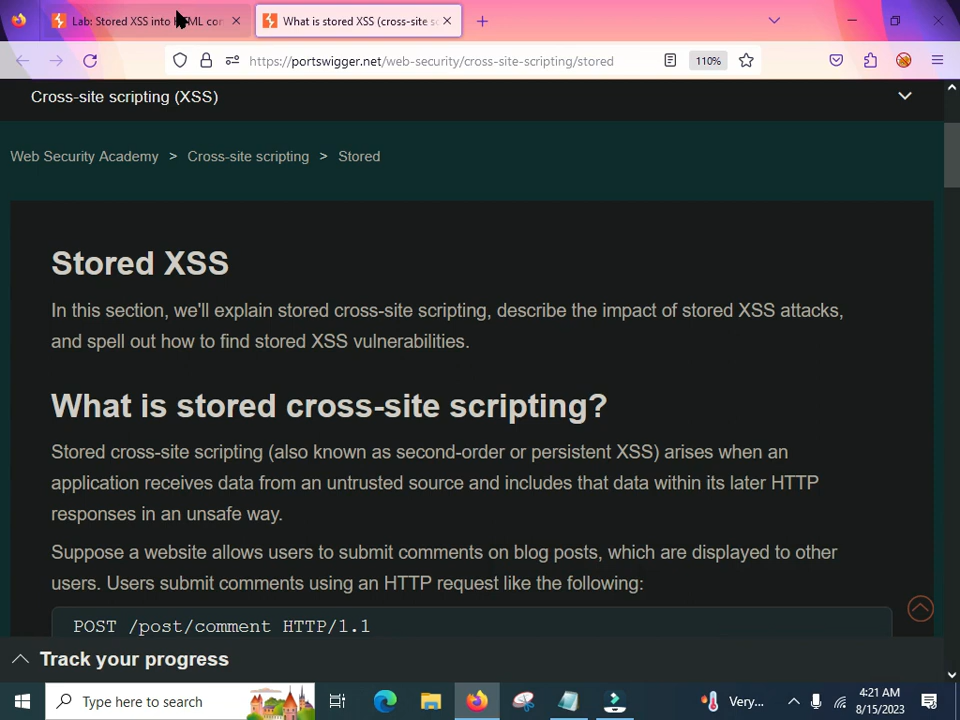 Lab: Stored XSS into HTML con
What is stored XSS (cross-site sc
https://portswigger.net/web-security/cross-site-scripting/stored
110%
Cross-site scripting (XSS)
Web Security Academy > Cross-site scripting > Stored
Stored XSS
In this section, we'll explain stored cross-site scripting, describe the impact of stored XSS attacks,
and spell out how to find stored XSS vulnerabilities.
What is stored cross-site scripting?
Stored cross-site scripting (also known as second-order or persistent XSS) arises when an
application receives data from an untrusted source and includes that data within its later HTTP
responses in an unsafe way.
Suppose a website allows users to submit comments on blog posts, which are displayed to other
users. Users submit comments using an HTTP request like the following:
POST /post/comment HTTP/1.1
Track your progress
Type here to search
Very...
4:21 AM
8/15/2023